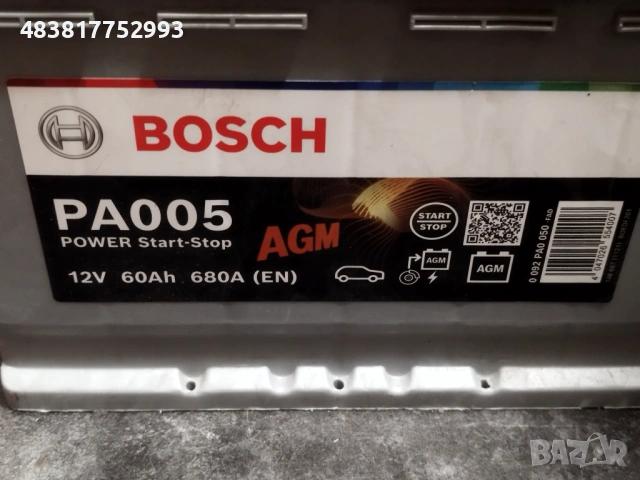 483817752993
BOSCH
PA005
POWER Start-Stop
AGM
12V 60Ah 680A (EN)
START
STOP
AGM
AGM
0 092 PA0 050 -FA0
BAZAR